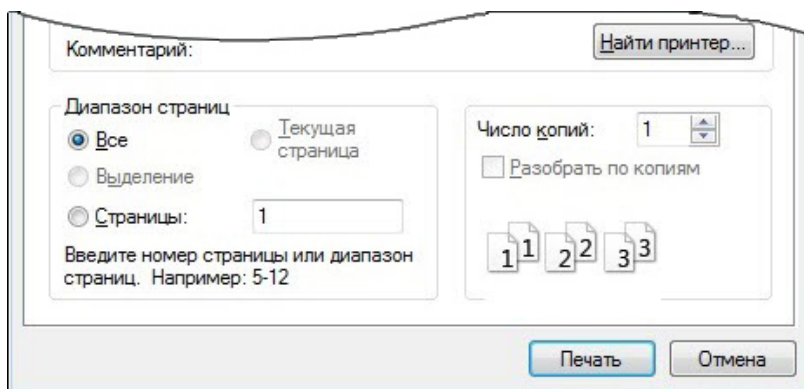 Комментарий:
Найти принтер...
Диапазон страниц
Все
Текущая
страница
Выделение
Страницы: 1
Введите номер страницы или диапазон
страниц. Например: 5-12
Число копий: 1
Разобрать по копиям
1 1 2 2 3 3
Печать
Отмена